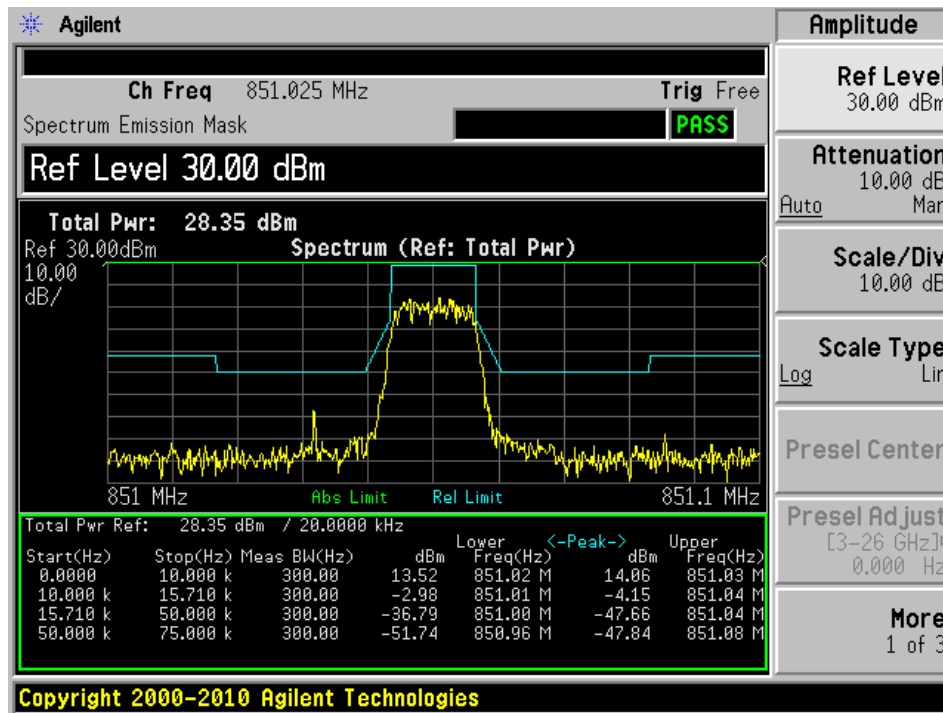 Agilent
Ch Freq 851.025 MHz Trig Free
Spectrum Emission Mask PASS
Ref Level 30.00 dBm
Total Pwr: 28.35 dBm
Ref 30.00dBm Spectrum (Ref: Total Pwr)
10.00
dB/
851 MHz Abs Limit Rel Limit 851.1 MHz
Total Pwr Ref: 28.35 dBm / 20.0000 kHz
Lower <-Peak-> Upper
Start(Hz) Stop(Hz) Meas BW(Hz) dBm Freq(Hz) dBm Freq(Hz)
0.0000 10.000 k 300.00 13.52 851.02 M 14.06 851.03 M
10.000 k 15.710 k 300.00 -2.98 851.01 M -4.15 851.04 M
15.710 k 50.000 k 300.00 -36.79 851.00 M -47.66 851.04 M
50.000 k 75.000 k 300.00 -51.74 850.96 M -47.84 851.08 M
Copyright 2000-2010 Agilent Technologies
Amplitude
Ref Level
30.00 dBm
Attenuation
10.00 dB
Auto Man
Scale/Div
10.00 dB
Scale Type
Log Lin
Presel Center
Presel Adjust
[3-26 GHz]
0.000 Hz
More
1 of 3